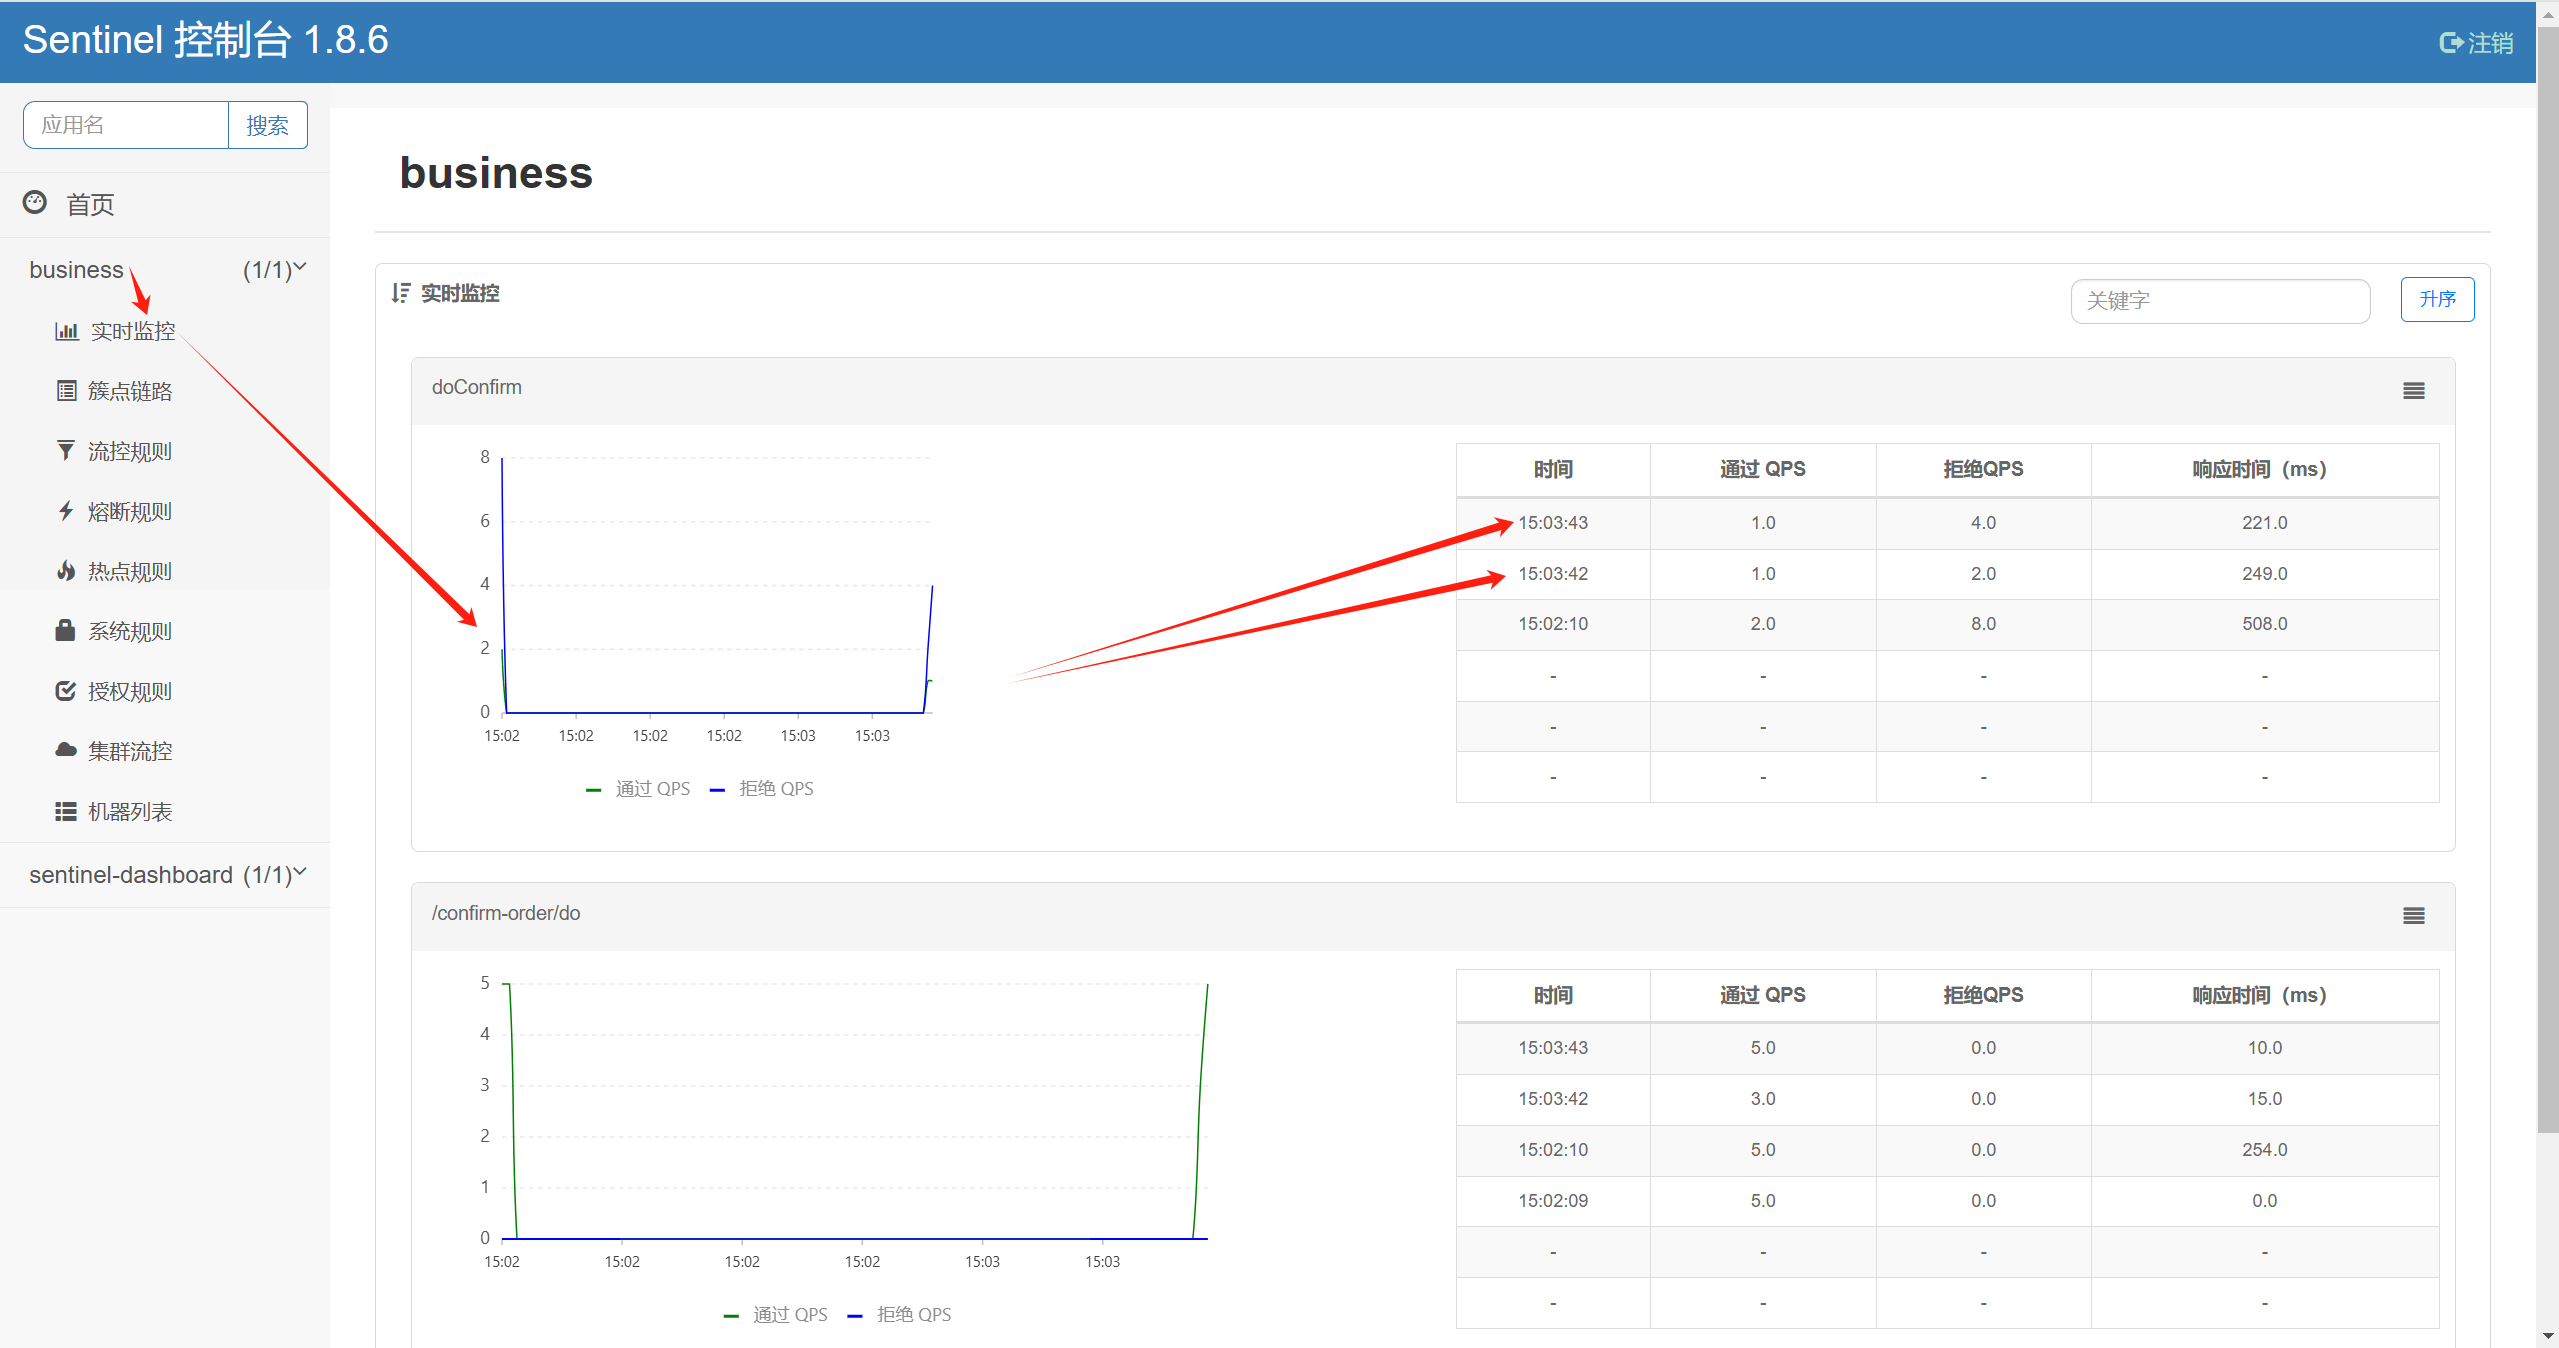 Sentinel 控制台 1.8.6
注销
应用名 搜索
首页
business (1/1)
实时监控
簇点链路
流控规则
熔断规则
热点规则
系统规则
授权规则
集群流控
机器列表
sentinel-dashboard (1/1)
business
实时监控 关键字 升序
doConfirm
8
6
4
2
0
15:02 15:02 15:02 15:02 15:03 15:03
通过 QPS 拒绝 QPS
时间 通过 QPS 拒绝QPS 响应时间（ms）
15:03:43 1.0 4.0 221.0
15:03:42 1.0 2.0 249.0
15:02:10 2.0 8.0 508.0
- - - -
- - - -
- - - -
/confirm-order/do
5
4
3
2
1
0
15:02 15:02 15:02 15:02 15:03 15:03
通过 QPS 拒绝 QPS
时间 通过 QPS 拒绝QPS 响应时间（ms）
15:03:43 5.0 0.0 10.0
15:03:42 3.0 0.0 15.0
15:02:10 5.0 0.0 254.0
15:02:09 5.0 0.0 0.0
- - - -
- - - -